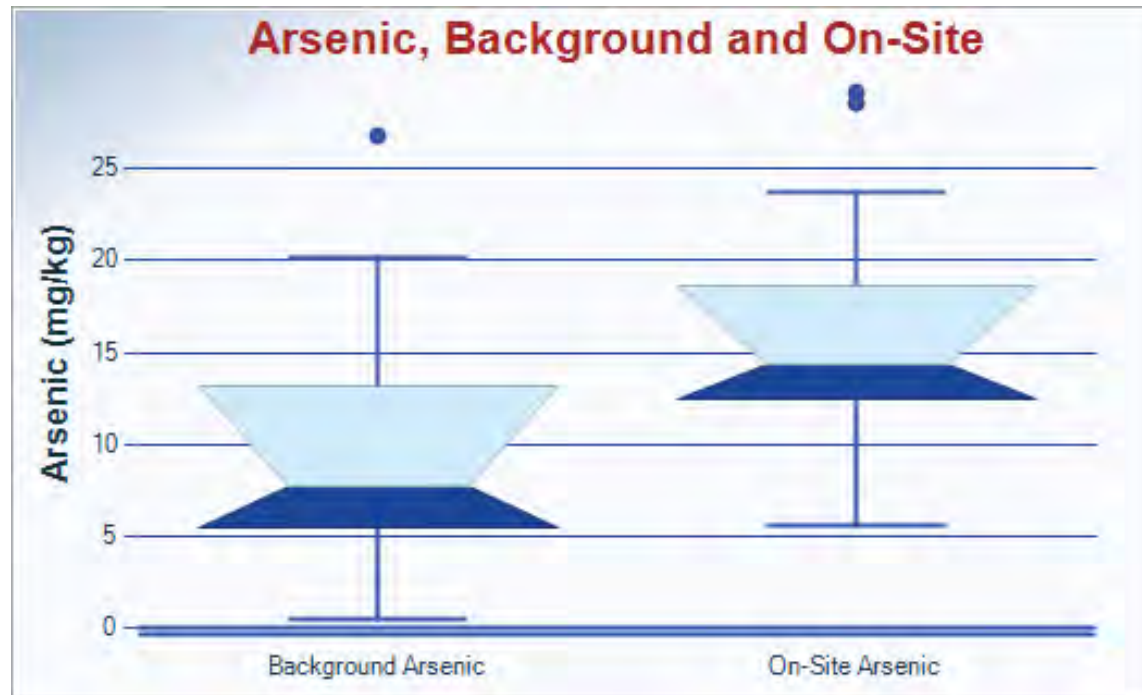 Arsenic, Background and On-Site
Arsenic (mg/kg)
25
20
15
10
5
0
Background Arsenic
On-Site Arsenic